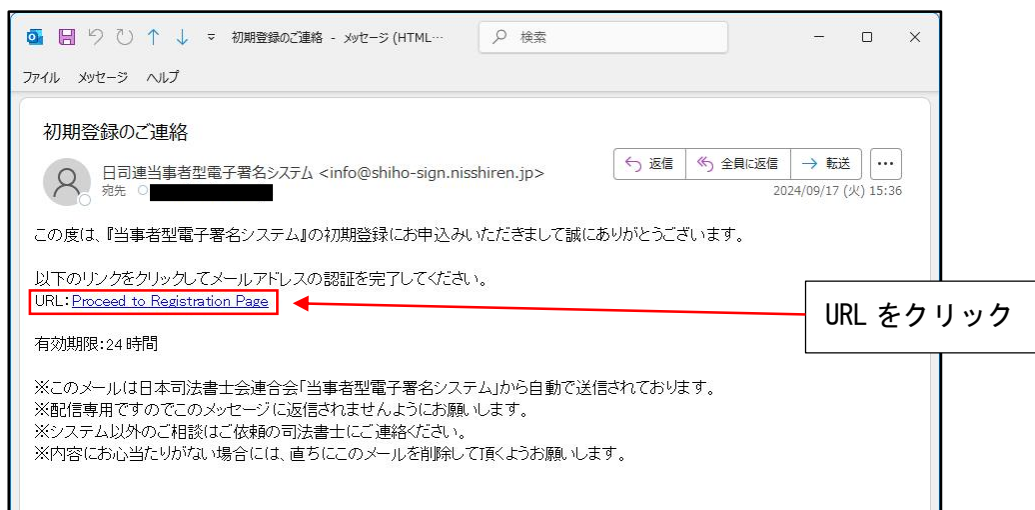 初期登録のご連絡 - メッセージ (HTML…
検索
ファイル メッセージ ヘルプ
初期登録のご連絡
日司連当事者型電子署名システム <info@shiho-sign.nisshiren.jp>
宛先
返信
全員に返信
転送
2024/09/17 (火) 15:36
この度は、『当事者型電子署名システム』の初期登録にお申込みいただきまして誠にありがとうございます。
以下のリンクをクリックしてメールアドレスの認証を完了してください。
URL:Proceed to Registration Page
URL をクリック
有効期限:24時間
※このメールは日本司法書士会連合会「当事者型電子署名システム」から自動で送信されております。
※配信専用ですのでこのメッセージに返信されませんようにお願いします。
※システム以外のご相談はご依頼の司法書士にご連絡ください。
※内容にお心当たりがない場合には、直ちにこのメールを削除して頂くようお願いします。